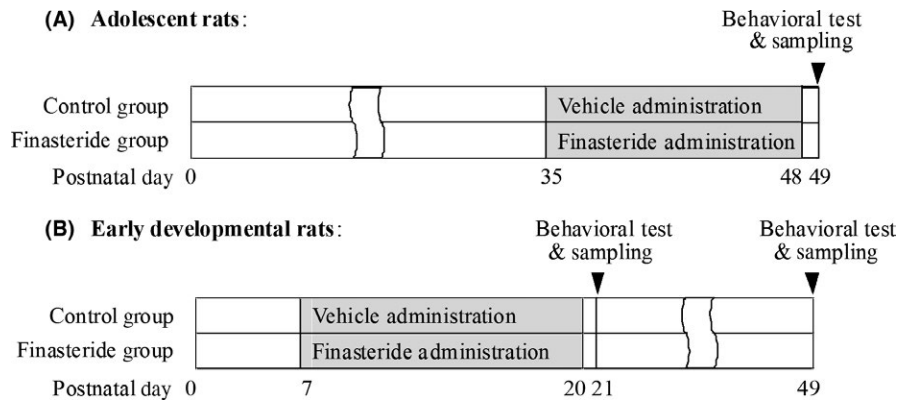 (A) Adolescent rats:
Behavioral test
& sampling
Control group
Vehicle administration
Finasteride group
Finasteride administration
Postnatal day 0 35 48 49
(B) Early developmental rats:
Behavioral test
& sampling
Behavioral test
& sampling
Control group
Vehicle administration
Finasteride group
Finasteride administration
Postnatal day 0 7 20 21 49